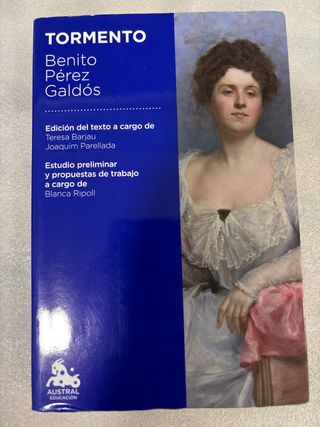 TORMENTO
Benito
Pérez
Galdós
Edición del texto a cargo de
Teresa Barjau
Joaquim Parellada
Estudio preliminar
y propuestas de trabajo
a cargo de
Blanca Ripoll
AUSTRAL
EDUCACIÓN